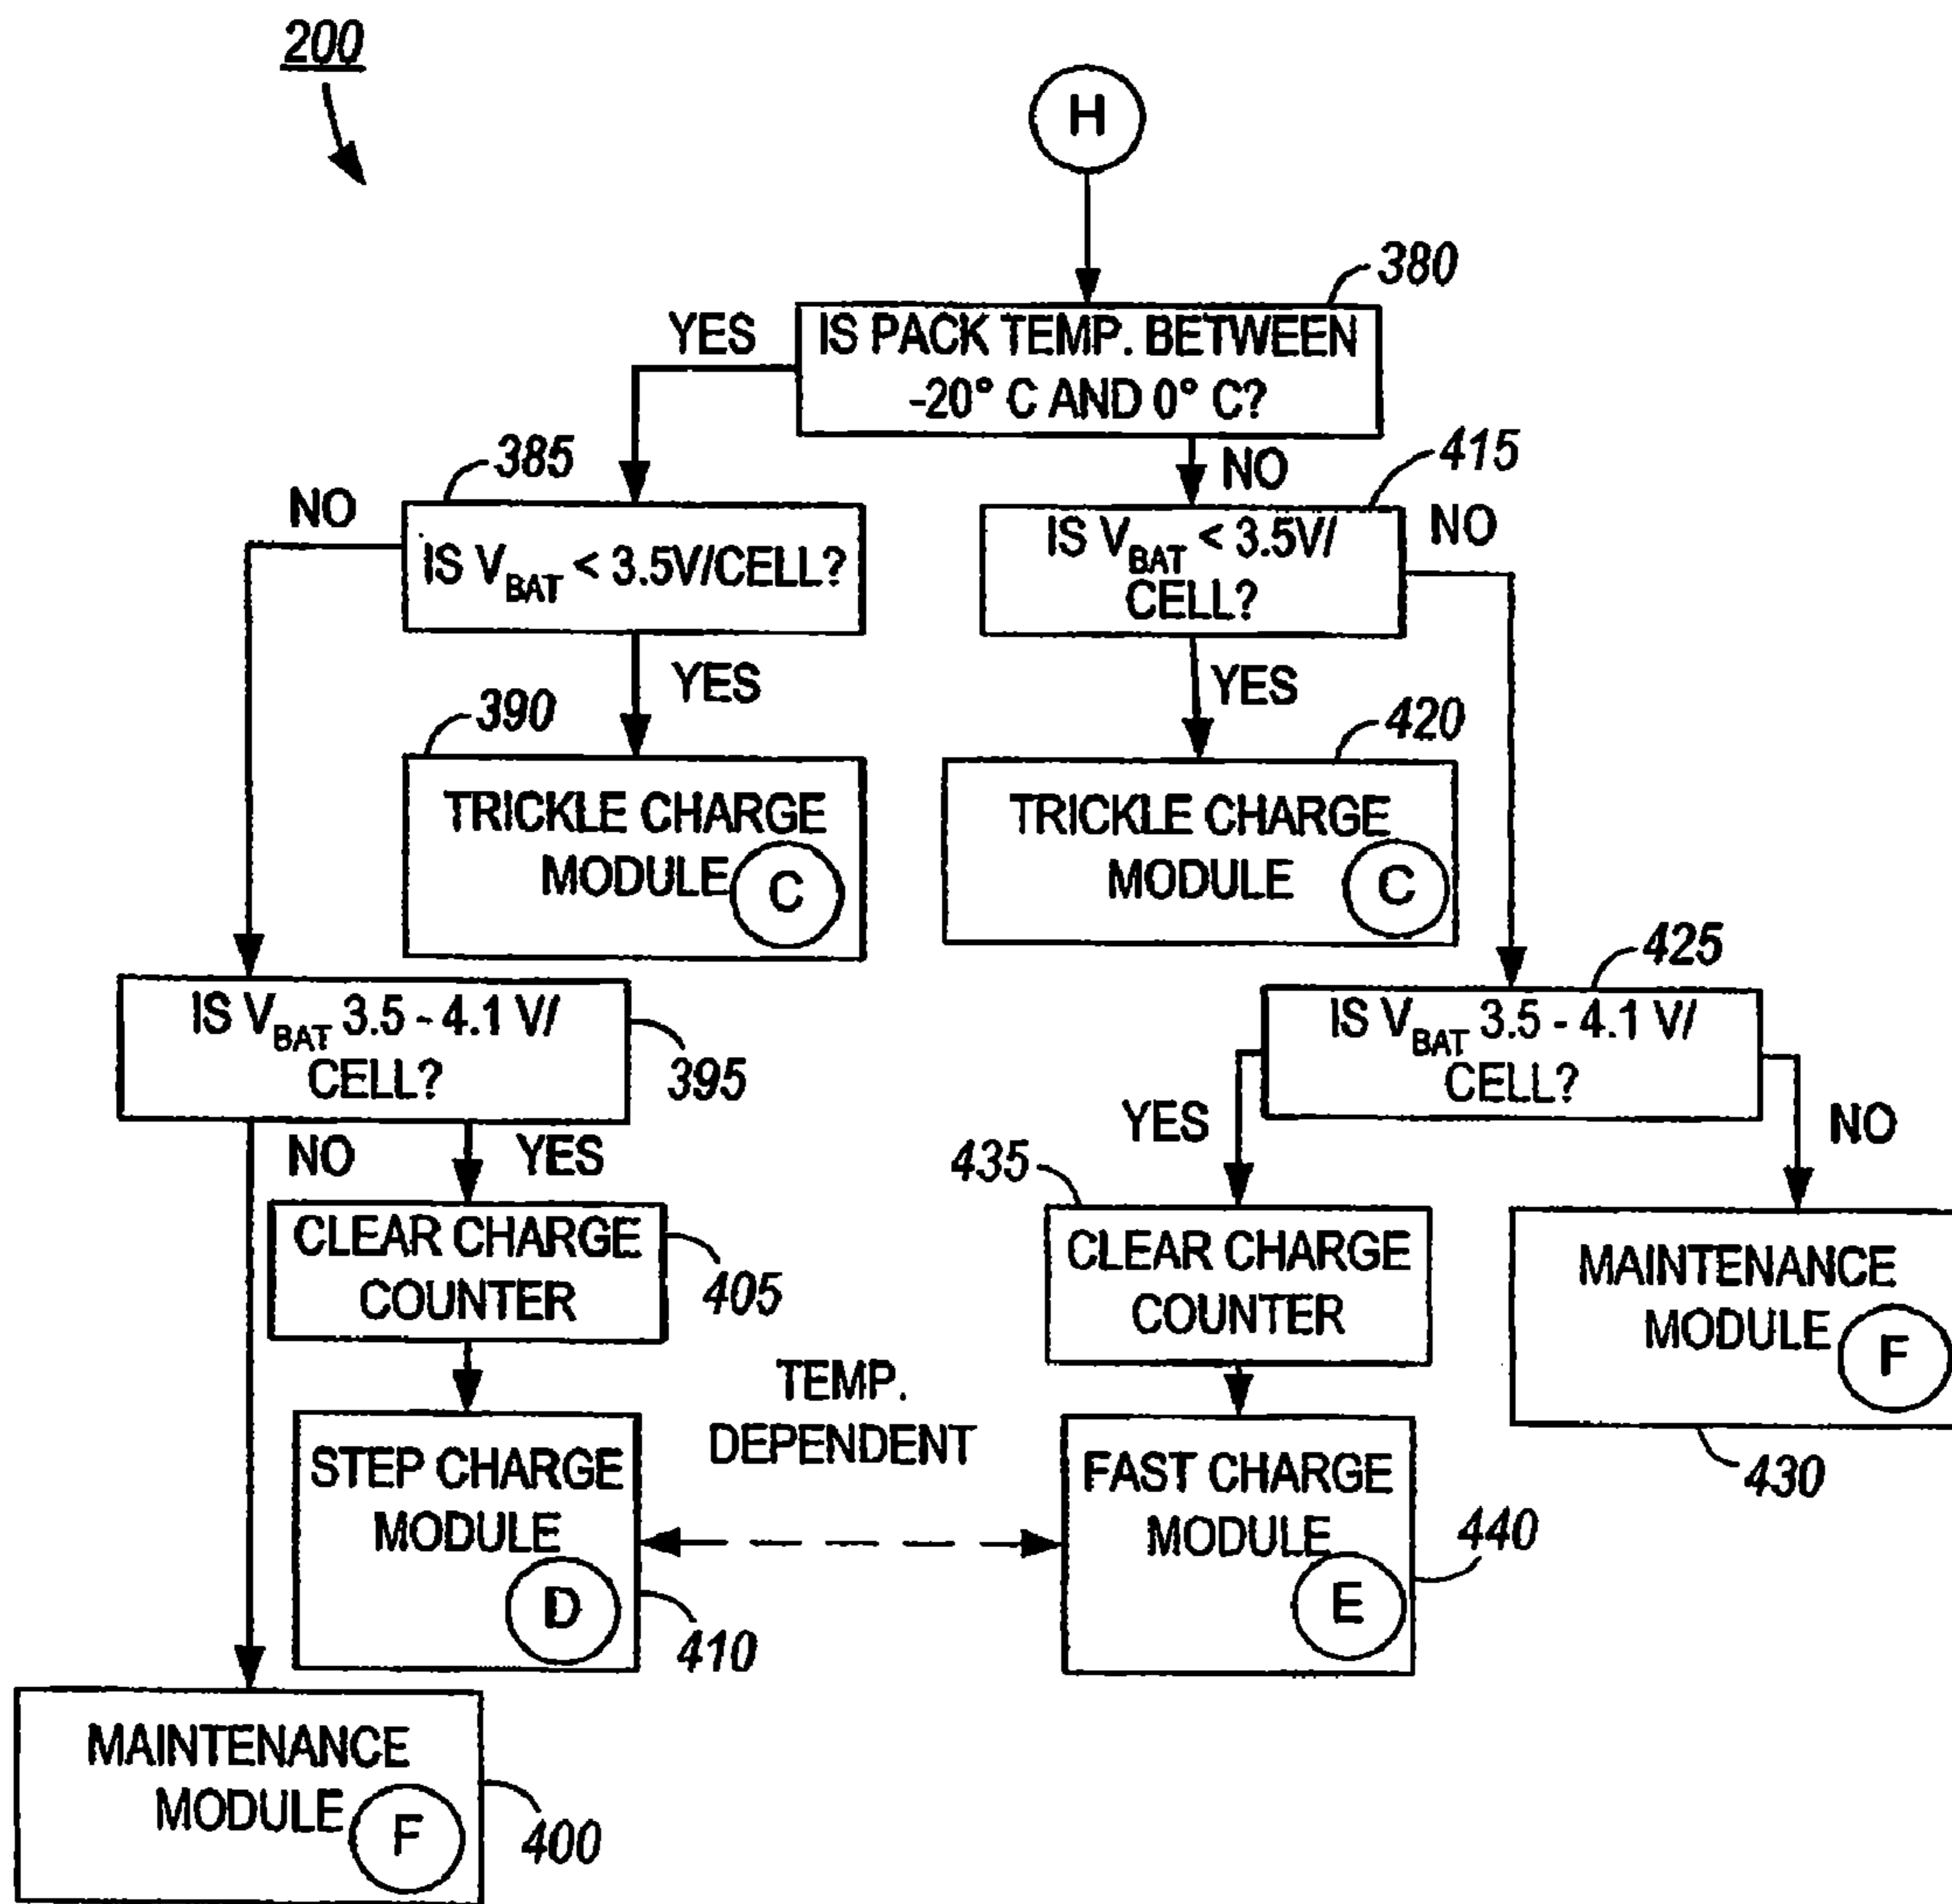 200
H
380
YES
IS PACK TEMP. BETWEEN
-20° C AND 0° C?
385
NO
415
NO
IS VBAT < 3.5V/CELL?
IS VBAT < 3.5V/
CELL?
NO
YES
YES
390
420
TRICKLE CHARGE
MODULE C
TRICKLE CHARGE
MODULE C
425
IS VBAT 3.5 - 4.1 V/
CELL?
395
IS VBAT 3.5 - 4.1 V/
CELL?
NO
YES
YES
NO
435
CLEAR CHARGE
COUNTER
405
CLEAR CHARGE
COUNTER
MAINTENANCE
MODULE F
430
TEMP.
DEPENDENT
STEP CHARGE
MODULE
D
410
FAST CHARGE
MODULE
E
440
MAINTENANCE
MODULE F
400